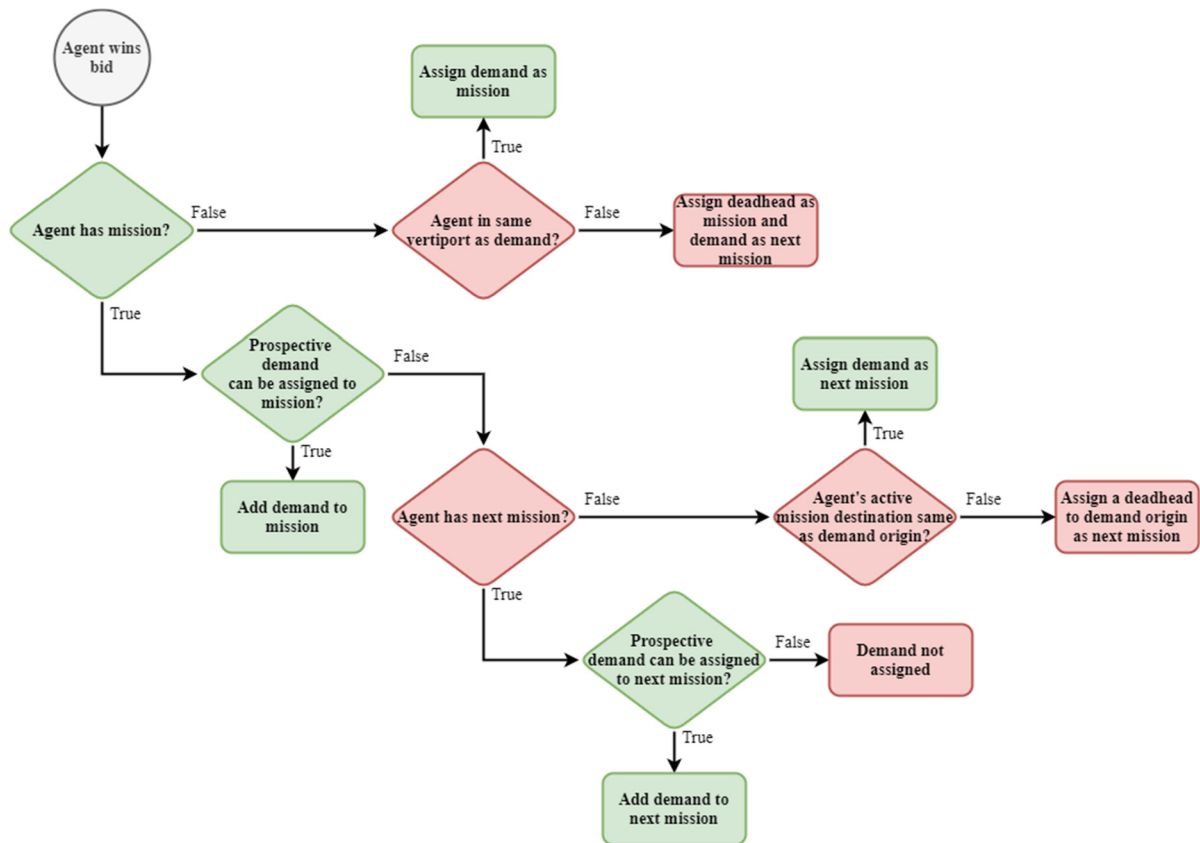 Agent wins
bid
Agent has mission?
False
True
Agent in same
vertiport as demand?
True
Assign demand as
mission
False
Assign deadhead as
mission and
demand as next
mission
Prospective
demand
can be assigned to
mission?
True
Add demand to
mission
False
Agent has next mission?
False
True
Agent's active
mission destination same
as demand origin?
True
Assign demand as
next mission
False
Assign a deadhead
to demand origin
as next mission
Prospective
demand can be assigned
to next mission?
False
Demand not
assigned
True
Add demand to
next mission